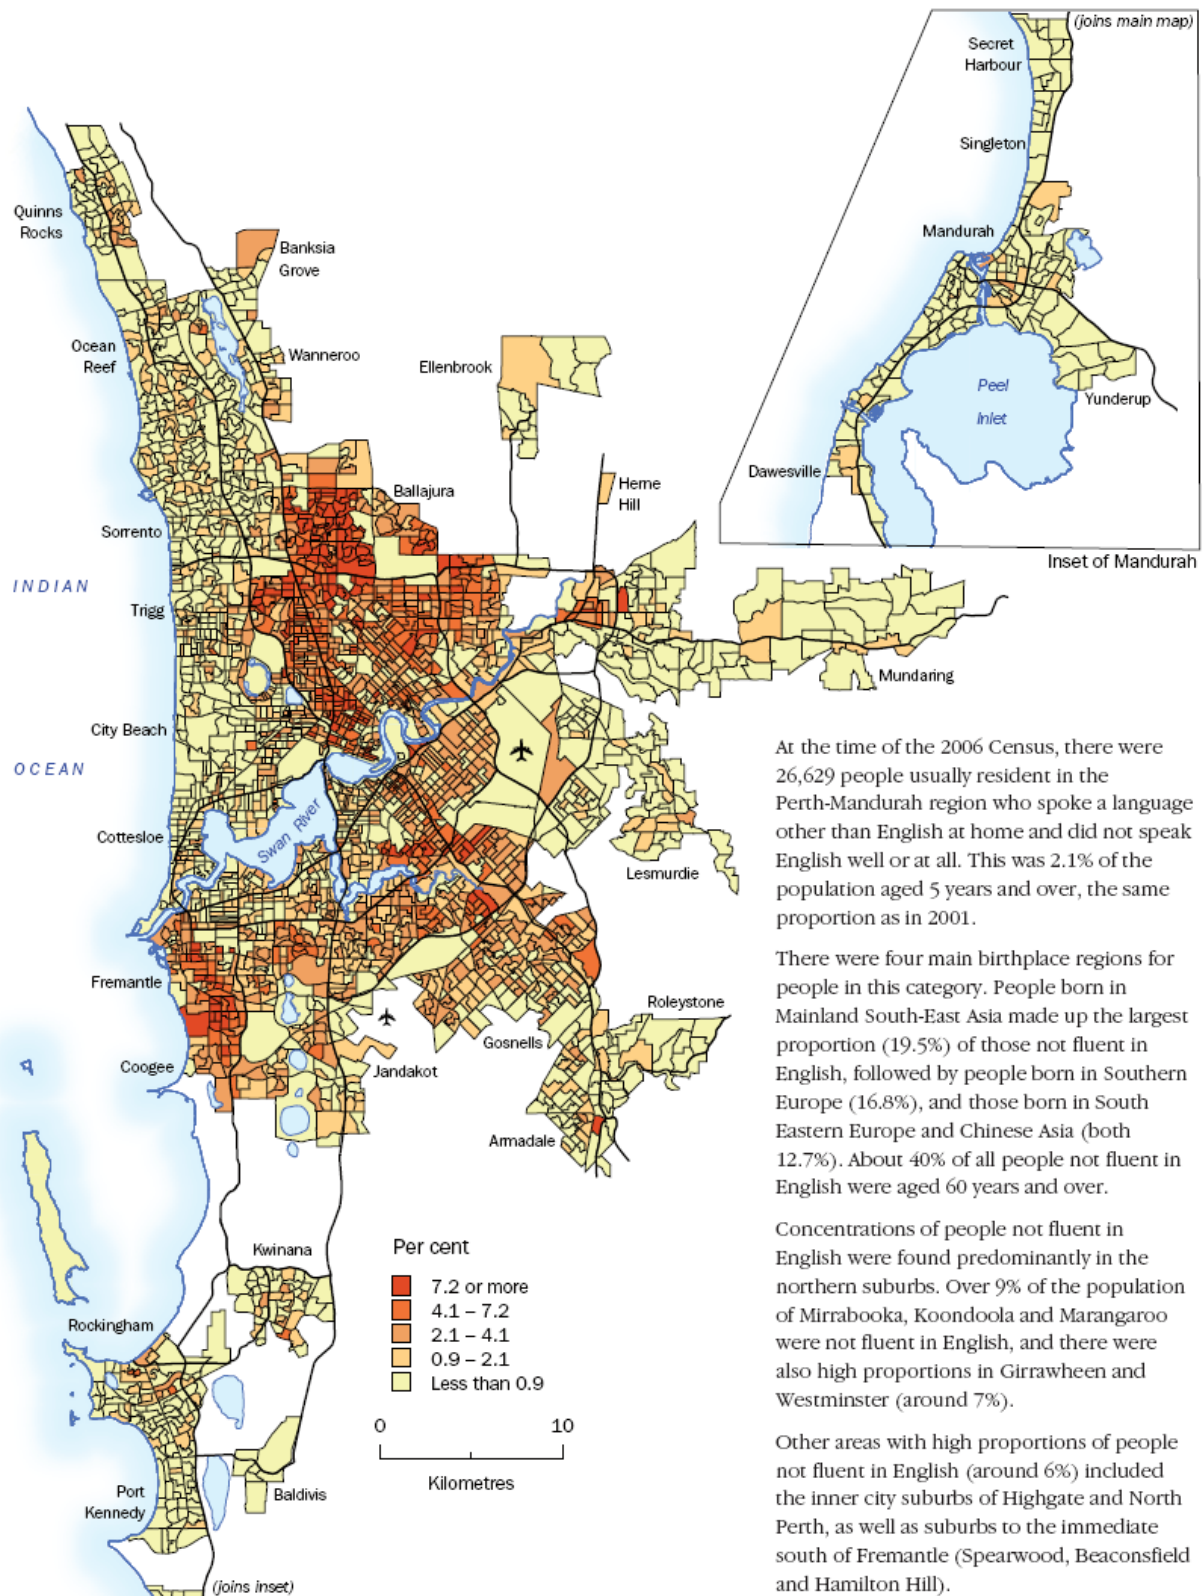 (joins main map)
Secret
Harbour
Singleton
Mandurah
Peel
Inlet
Yunderup
Dawesville
Inset of Mandurah
Quinns
Rocks
Banksia
Grove
Ocean
Reef
Wanneroo
Ellenbrook
Ballajura
Herne
Hill
Sorrento
INDIAN
Trigg
Mundaring
City Beach
OCEAN
Swan River
Cottesloe
Lesmurdie
Fremantle
Roleystone
Gosnells
Coogee
Jandakot
Armadale
Kwinana
Rockingham
Port
Kennedy
Baldivis
(joins inset)
Per cent
7.2 or more
4.1 – 7.2
2.1 – 4.1
0.9 – 2.1
Less than 0.9
0 10
Kilometres
At the time of the 2006 Census, there were
26,629 people usually resident in the
Perth-Mandurah region who spoke a language
other than English at home and did not speak
English well or at all. This was 2.1% of the
population aged 5 years and over, the same
proportion as in 2001.
There were four main birthplace regions for
people in this category. People born in
Mainland South-East Asia made up the largest
proportion (19.5%) of those not fluent in
English, followed by people born in Southern
Europe (16.8%), and those born in South
Eastern Europe and Chinese Asia (both
12.7%). About 40% of all people not fluent in
English were aged 60 years and over.
Concentrations of people not fluent in
English were found predominantly in the
northern suburbs. Over 9% of the population
of Mirrabooka, Koondoola and Marangaroo
were not fluent in English, and there were
also high proportions in Girrawheen and
Westminster (around 7%).
Other areas with high proportions of people
not fluent in English (around 6%) included
the inner city suburbs of Highgate and North
Perth, as well as suburbs to the immediate
south of Fremantle (Spearwood, Beaconsfield
and Hamilton Hill).